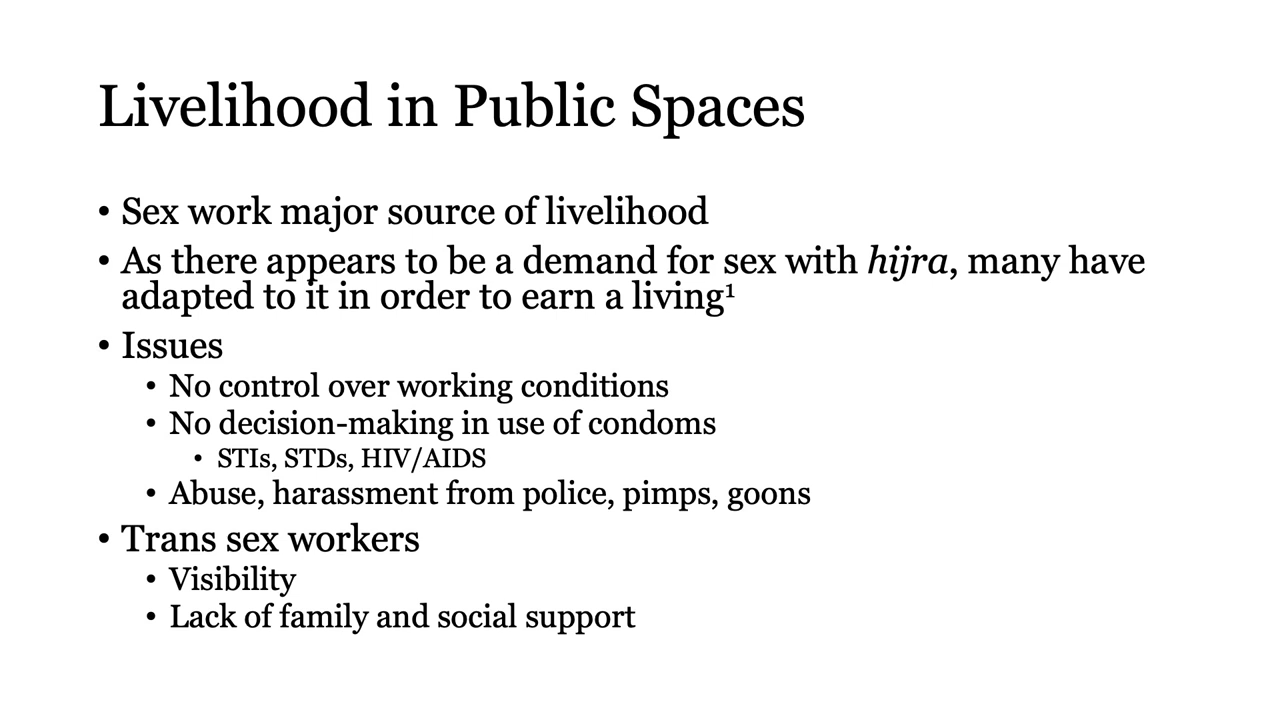 Livelihood in Public Spaces
• Sex work major source of livelihood
• As there appears to be a demand for sex with hijra, many have
adapted to it in order to earn a living¹
• Issues
• No control over working conditions
• No decision-making in use of condoms
• STIs, STDs, HIV/AIDS
• Abuse, harassment from police, pimps, goons
• Trans sex workers
• Visibility
• Lack of family and social support